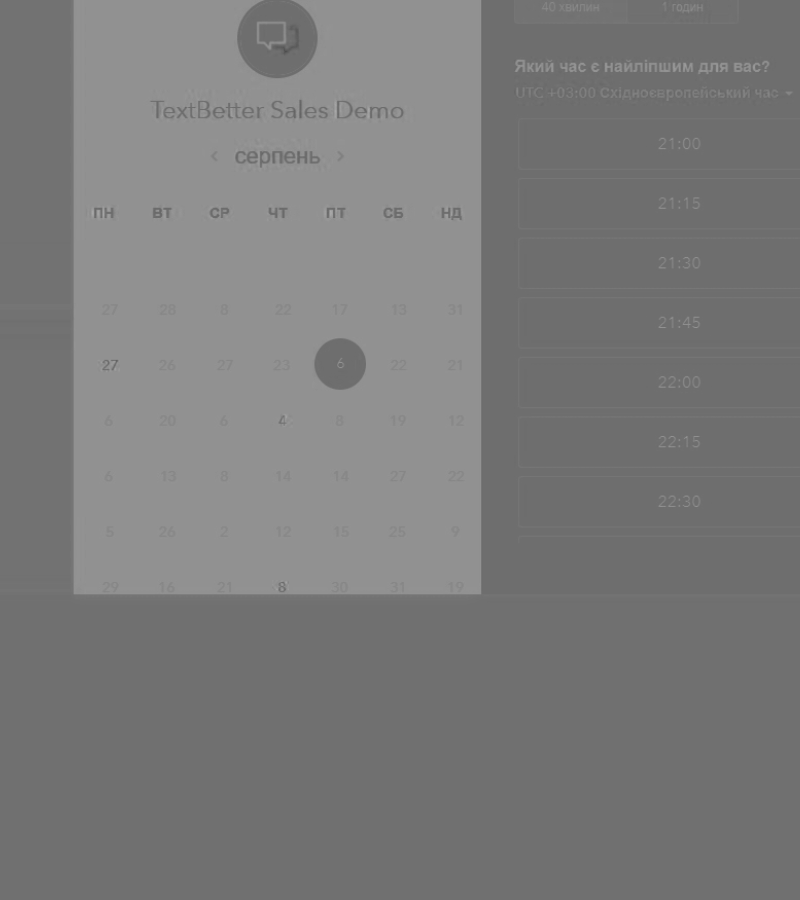 TextBetter Sales Demo
серпень
ПН ВТ СР ЧТ ПТ СБ НД
27 28 8 22 17 13 31
27 26 27 23 6 22 21
6 20 6 4 8 19 12
6 13 8 14 14 27 22
5 26 2 12 15 25 9
29 16 21 8 30 31 19
40 хвилин 1 годин
Який час є найліпшим для вас?
UTC +03:00 Східноєвропейський час
21:00
21:15
21:30
21:45
22:00
22:15
22:30